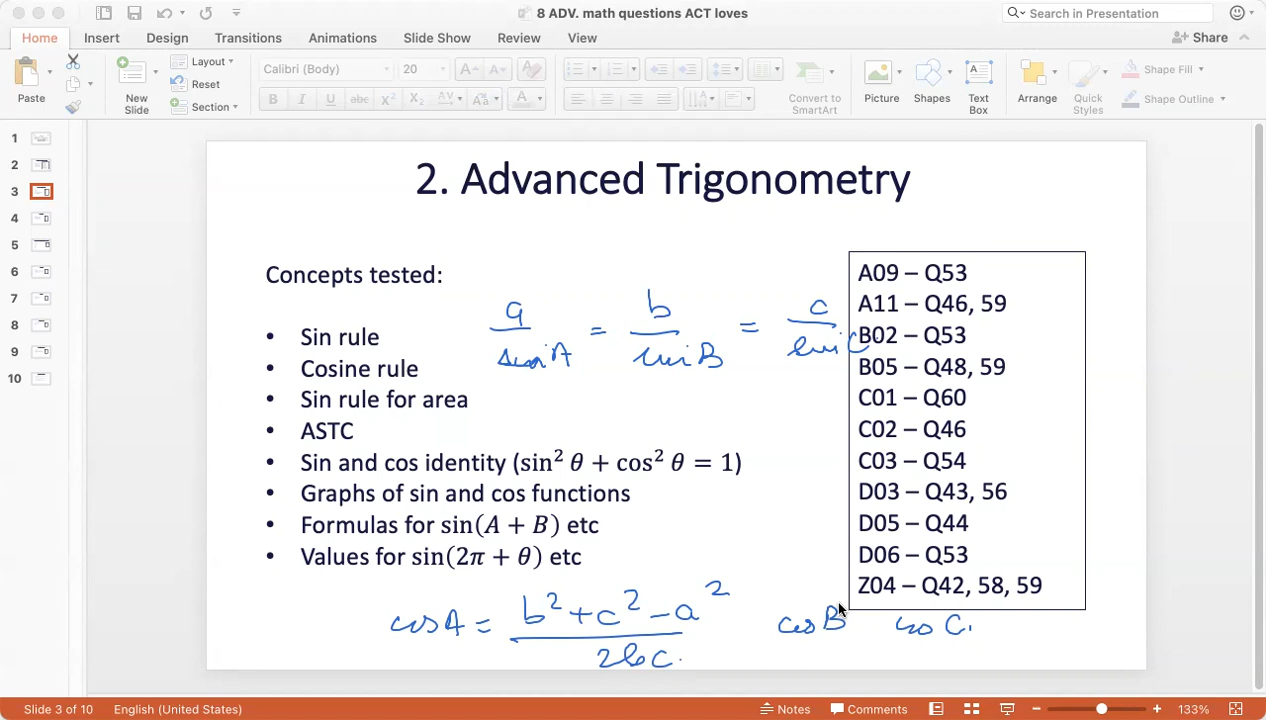 8 ADV. math questions ACT loves
Search in Presentation
Home Insert Design Transitions Animations Slide Show Review View
Share
Paste
New Slide
Layout
Reset
Section
Calibri (Body) 20
Convert to SmartArt
Picture
Shapes
Text Box
Arrange
Quick Styles
Shape Fill
Shape Outline
1
2
3
4
5
6
7
8
9
10
2. Advanced Trigonometry
Concepts tested:
• Sin rule
• Cosine rule
• Sin rule for area
• ASTC
• Sin and cos identity (sin² θ + cos² θ = 1)
• Graphs of sin and cos functions
• Formulas for sin(A + B) etc
• Values for sin(2π + θ) etc
a/sin A = b/sin B = c/sin C
A09 – Q53
A11 – Q46, 59
B02 – Q53
B05 – Q48, 59
C01 – Q60
C02 – Q46
C03 – Q54
D03 – Q43, 56
D05 – Q44
D06 – Q53
Z04 – Q42, 58, 59
cos A = b² + c² – a² / 2bc. cos B cos C.
Slide 3 of 10 English (United States) Notes Comments 133%